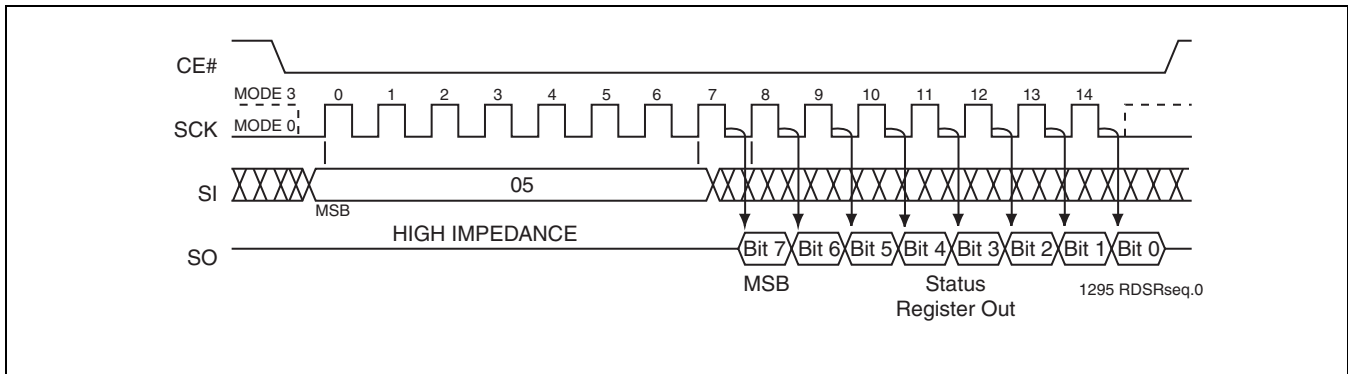 CE#
MODE 3 0 1 2 3 4 5 6 7 8 9 10 11 12 13 14
SCK MODE 0
SI 05
MSB
HIGH IMPEDANCE
SO Bit 7 Bit 6 Bit 5 Bit 4 Bit 3 Bit 2 Bit 1 Bit 0
MSB Status
Register Out
1295 RDSRseq.0